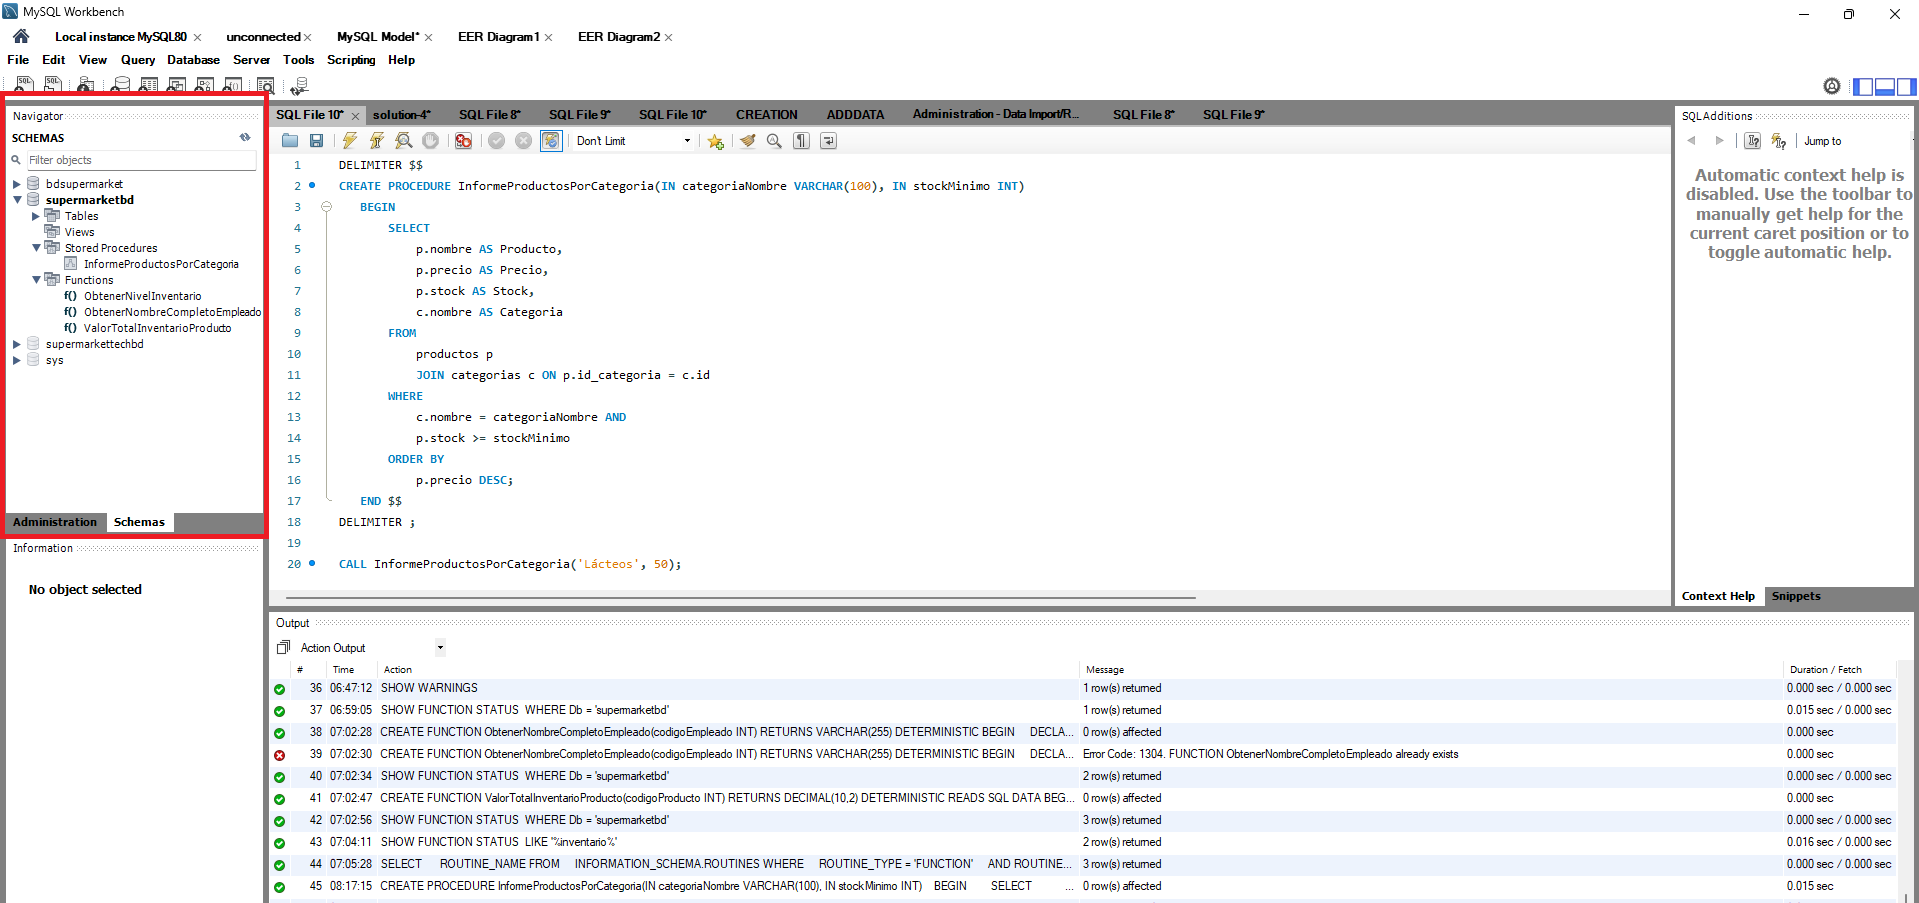 MySQL Workbench
Local instance MySQL80
unconnected
MySQL Model*
EER Diagram1
EER Diagram2
File Edit View Query Database Server Tools Scripting Help
Navigator
SCHEMAS
Filter objects
bdsupermarket
supermarketbd
Tables
Views
Stored Procedures
InformeProductosPorCategoria
Functions
f() ObtenerNivelInventario
f() ObtenerNombreCompletoEmpleado
f() ValorTotalInventarioProducto
supermarkettechbd
sys
Administration Schemas
Information
No object selected
SQL File 10* solution-4* SQL File 8* SQL File 9* SQL File 10* CREATION ADDDATA Administration - Data Import/R... SQL File 8* SQL File 9*
Don't Limit
1 DELIMITER $$
2 CREATE PROCEDURE InformeProductosPorCategoria(IN categoriaNombre VARCHAR(100), IN stockMinimo INT)
3 BEGIN
4 SELECT
5 p.nombre AS Producto,
6 p.precio AS Precio,
7 p.stock AS Stock,
8 c.nombre AS Categoria
9 FROM
10 productos p
11 JOIN categorias c ON p.id_categoria = c.id
12 WHERE
13 c.nombre = categoriaNombre AND
14 p.stock >= stockMinimo
15 ORDER BY
16 p.precio DESC;
17 END $$
18 DELIMITER ;
19
20 CALL InformeProductosPorCategoria('Lácteos', 50);
SQLAdditions
Jump to
Automatic context help is
disabled. Use the toolbar to
manually get help for the
current caret position or to
toggle automatic help.
Context Help Snippets
Output
Action Output
# Time Action Message Duration / Fetch
36 06:47:12 SHOW WARNINGS 1 row(s) returned 0.000 sec / 0.000 sec
37 06:59:05 SHOW FUNCTION STATUS WHERE Db = 'supermarketbd' 1 row(s) returned 0.015 sec / 0.000 sec
38 07:02:28 CREATE FUNCTION ObtenerNombreCompletoEmpleado(codigoEmpleado INT) RETURNS VARCHAR(255) DETERMINISTIC BEGIN DECLA... 0 row(s) affected 0.000 sec
39 07:02:30 CREATE FUNCTION ObtenerNombreCompletoEmpleado(codigoEmpleado INT) RETURNS VARCHAR(255) DETERMINISTIC BEGIN DECLA... Error Code: 1304. FUNCTION ObtenerNombreCompletoEmpleado already exists 0.000 sec
40 07:02:34 SHOW FUNCTION STATUS WHERE Db = 'supermarketbd' 2 row(s) returned 0.000 sec / 0.000 sec
41 07:02:47 CREATE FUNCTION ValorTotalInventarioProducto(codigoProducto INT) RETURNS DECIMAL(10,2) DETERMINISTIC READS SQL DATA BEG... 0 row(s) affected 0.000 sec
42 07:02:56 SHOW FUNCTION STATUS WHERE Db = 'supermarketbd' 3 row(s) returned 0.000 sec / 0.000 sec
43 07:04:11 SHOW FUNCTION STATUS LIKE '%inventario%' 2 row(s) returned 0.016 sec / 0.000 sec
44 07:05:28 SELECT ROUTINE_NAME FROM INFORMATION_SCHEMA.ROUTINES WHERE ROUTINE_TYPE = 'FUNCTION' AND ROUTINE... 3 row(s) returned 0.000 sec / 0.000 sec
45 08:17:15 CREATE PROCEDURE InformeProductosPorCategoria(IN categoriaNombre VARCHAR(100), IN stockMinimo INT) BEGIN SELECT ... 0 row(s) affected 0.015 sec